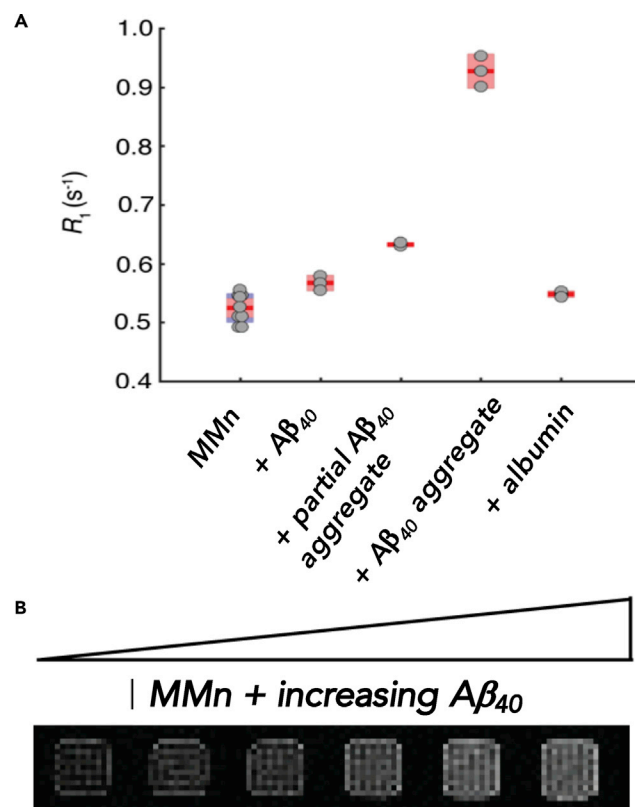 A
1.0
0.9
0.8
0.7
0.6
0.5
0.4
R₁ (s⁻¹)
MMn
+ Aβ₄₀
+ partial Aβ₄₀
aggregate
+ Aβ₄₀ aggregate
+ albumin
B
| MMn + increasing Aβ₄₀